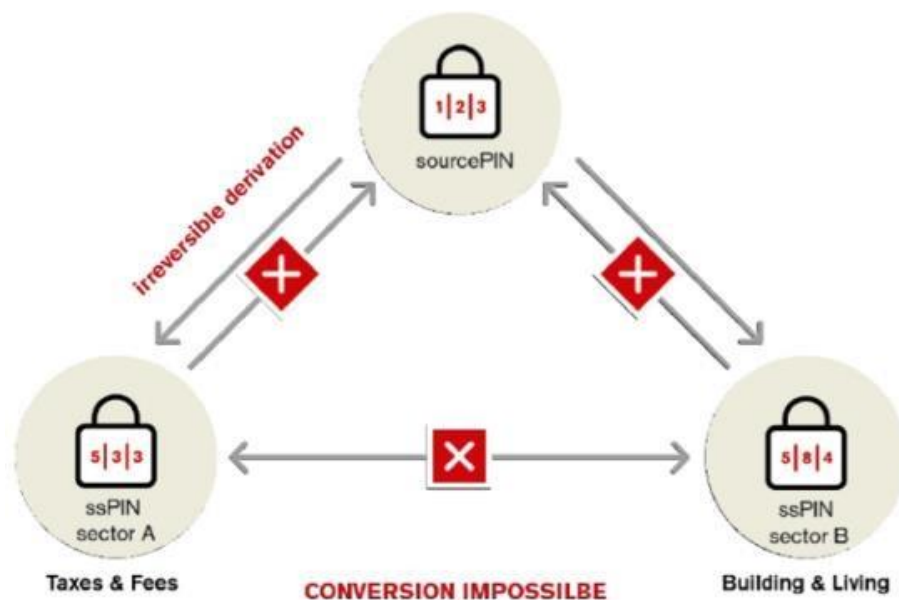 1|2|3
sourcePIN
irreversible derivation
5|3|3
ssPIN
sector A
5|8|4
ssPIN
sector B
Taxes & Fees
CONVERSION IMPOSSILBE
Building & Living